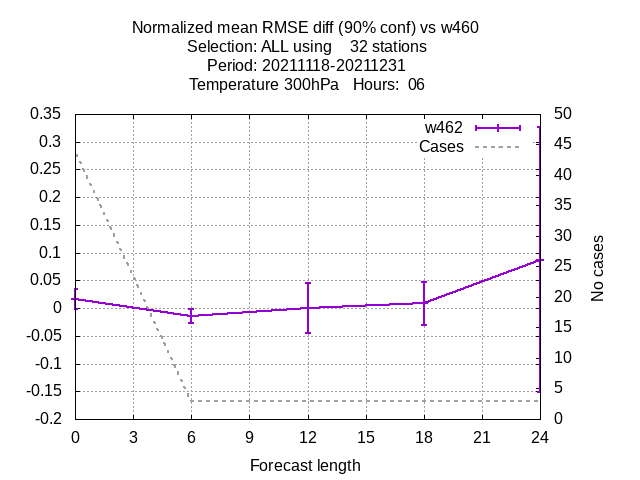 Normalized mean RMSE diff (90% conf) vs w460
Selection: ALL using    32 stations
Period: 20211118-20211231
Temperature 300hPa   Hours:  06
w462
Cases
0.35
0.3
0.25
0.2
0.15
0.1
0.05
0
-0.05
-0.1
-0.15
-0.2
50
45
40
35
30
25
20
15
10
5
0
No cases
0 3 6 9 12 15 18 21 24
Forecast length